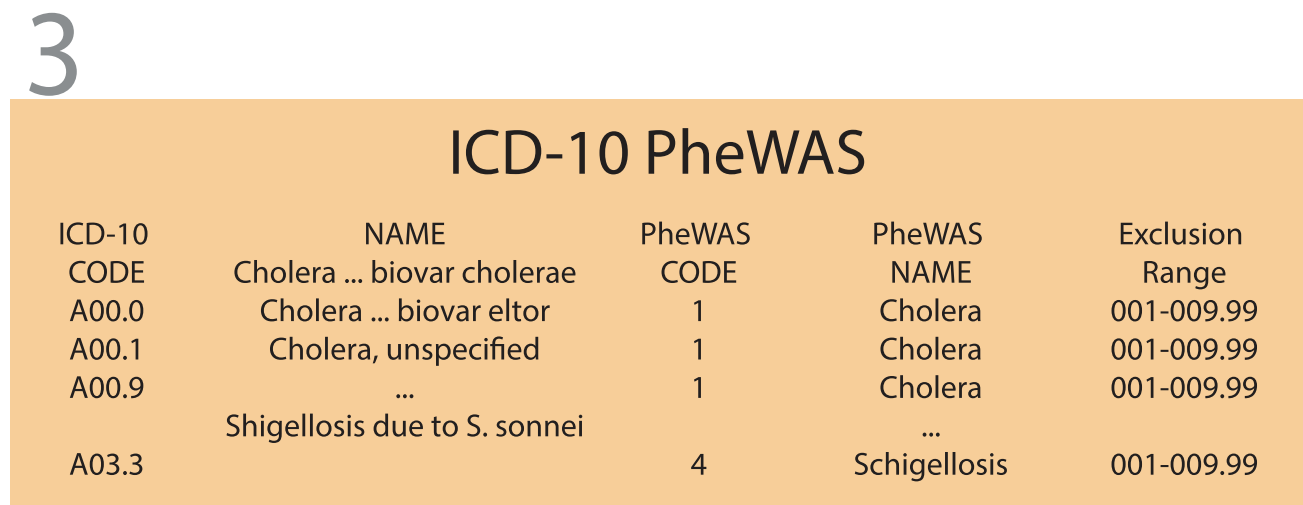 3
ICD-10 PheWAS
ICD-10 NAME PheWAS PheWAS Exclusion
CODE Cholera ... biovar cholerae CODE NAME Range
A00.0 Cholera ... biovar eltor 1 Cholera 001-009.99
A00.1 Cholera, unspecified 1 Cholera 001-009.99
A00.9 ... 1 Cholera 001-009.99
Shigellosis due to S. sonnei ...
A03.3 4 Schigellosis 001-009.99